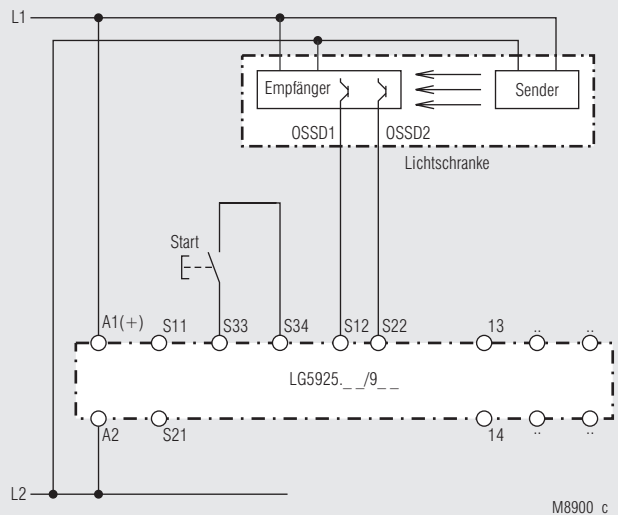 L1
Empfänger
Sender
OSSD1
OSSD2
Lichtschranke
Start
A1(+)
S11
S33
S34
S12
S22
13
..
..
LG5925._ _/9_ _
A2
S21
14
..
..
L2
M8900_c